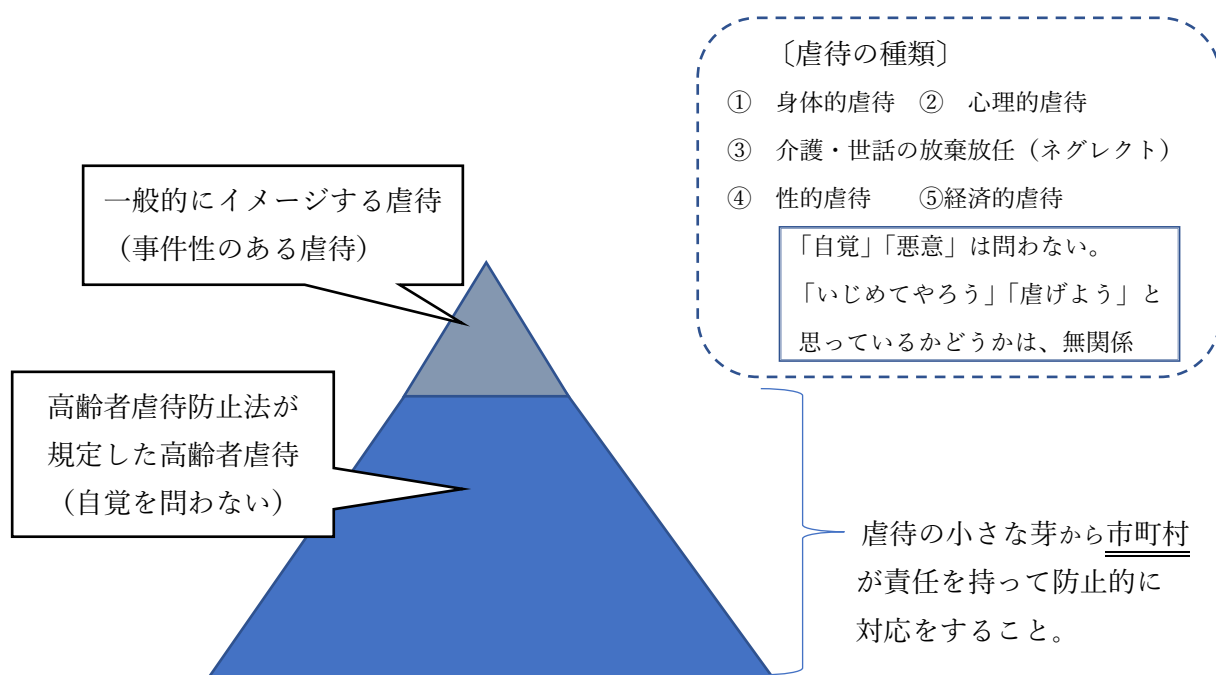 〔虐待の種類〕
① 身体的虐待 ② 心理的虐待
③ 介護・世話の放棄放任（ネグレクト）
④ 性的虐待 ⑤経済的虐待
「自覚」「悪意」は問わない。
「いじめてやろう」「虐げよう」と
思っているかどうかは、無関係
一般的にイメージする虐待
（事件性のある虐待）
高齢者虐待防止法が
規定した高齢者虐待
（自覚を問わない）
虐待の小さな芽から市町村
が責任を持って防止的に
対応をすること。